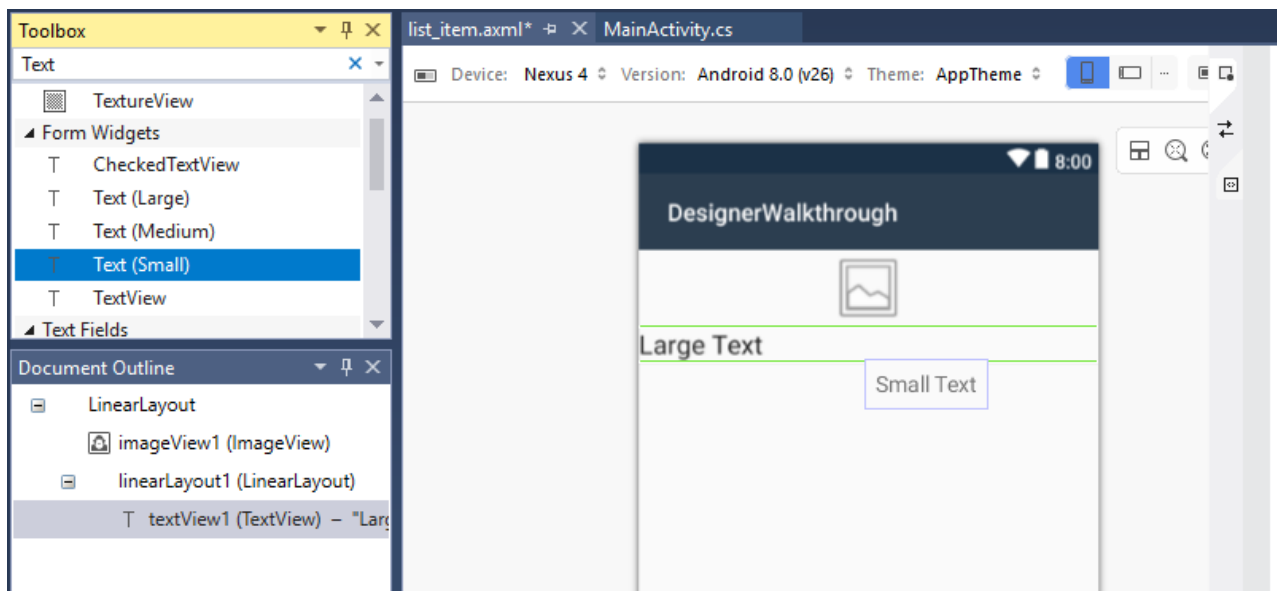 Toolbox
Text
TextureView
Form Widgets
T CheckedTextView
T Text (Large)
T Text (Medium)
T Text (Small)
T TextView
Text Fields
Document Outline
LinearLayout
imageView1 (ImageView)
linearLayout1 (LinearLayout)
T textView1 (TextView) – "Larg
list_item.axml* MainActivity.cs
Device: Nexus 4 Version: Android 8.0 (v26) Theme: AppTheme ...
8:00
DesignerWalkthrough
Large Text
Small Text